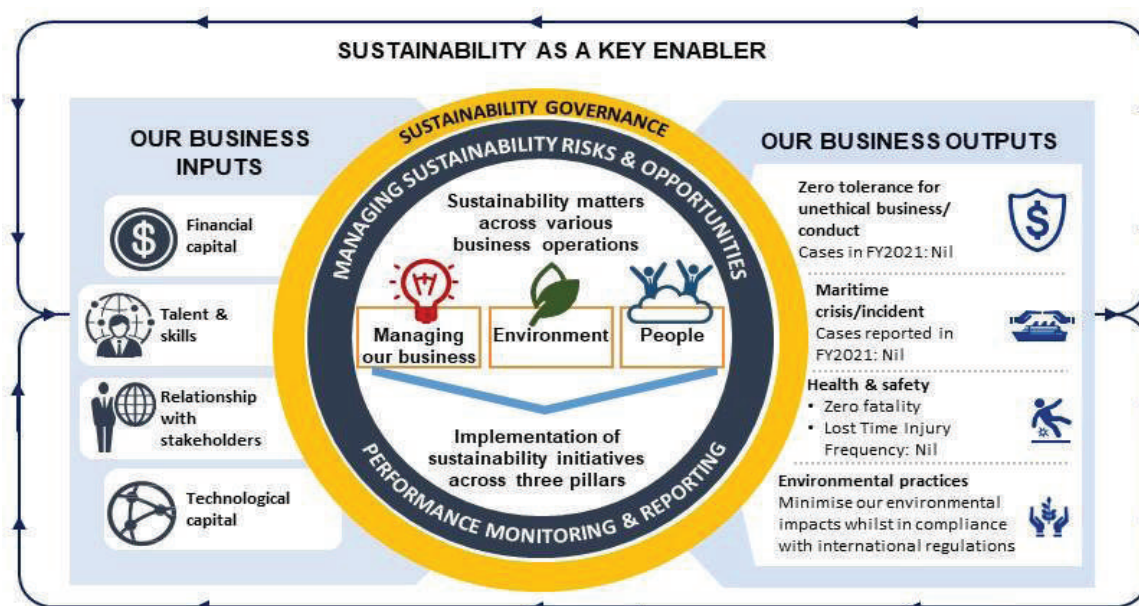 SUSTAINABILITY AS A KEY ENABLER
OUR BUSINESS
INPUTS
Financial
capital
Talent &
skills
Relationship
with
stakeholders
Technological
capital
SUSTAINABILITY GOVERNANCE
MANAGING SUSTAINABILITY RISKS & OPPORTUNITIES
Sustainability matters
across various
business operations
Managing
our business
Environment
People
Implementation of
sustainability initiatives
across three pillars
PERFORMANCE MONITORING & REPORTING
OUR BUSINESS OUTPUTS
Zero tolerance for
unethical business/
conduct
Cases in FY2021: Nil
Maritime
crisis/incident
Cases reported in
FY2021: Nil
Health & safety
• Zero fatality
• Lost Time Injury
Frequency: Nil
Environmental practices
Minimise our environmental
impacts whilst in compliance
with international regulations